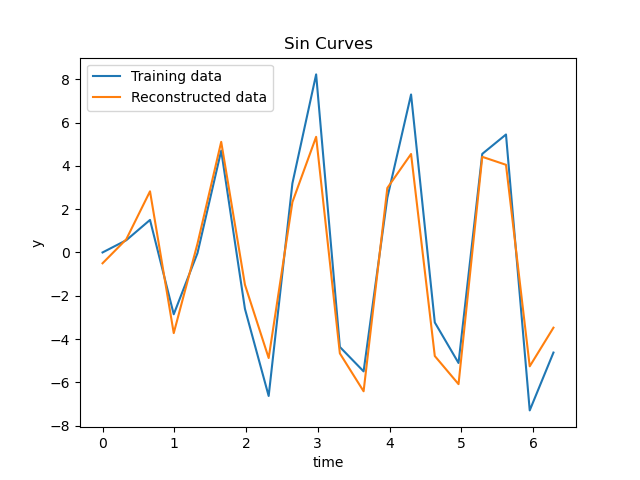 Sin Curves
Training data
Reconstructed data
8
6
4
2
0
−2
−4
−6
−8
y
0 1 2 3 4 5 6
time